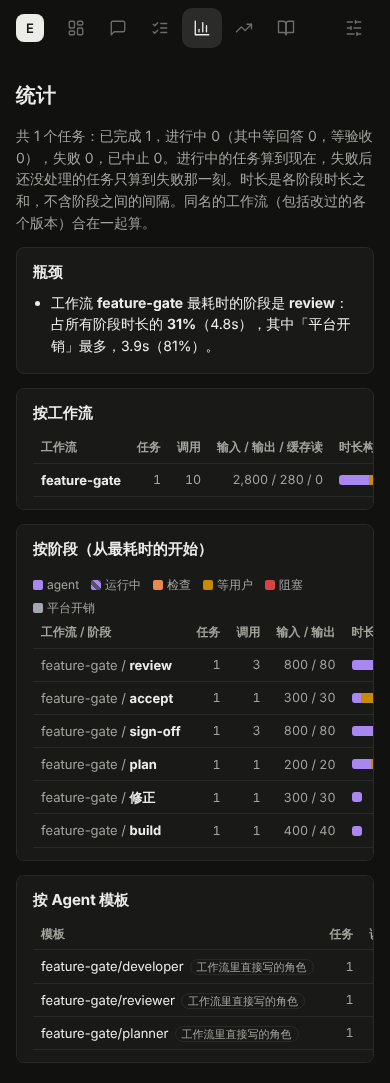 E
统计
共 1 个任务：已完成 1，进行中 0（其中等回答 0，等验收
0），失败 0，已中止 0。进行中的任务算到现在，失败后
还没处理的任务只算到失败那一刻。时长是各阶段时长之
和，不含阶段之间的间隔。同名的工作流（包括改过的各
个版本）合在一起算。
瓶颈
• 工作流 feature-gate 最耗时的阶段是 review：
占所有阶段时长的 31%（4.8s），其中「平台开
销」最多，3.9s（81%）。
按工作流
工作流 任务 调用 输入 / 输出 / 缓存读 时长构
feature-gate 1 10 2,800 / 280 / 0
按阶段（从最耗时的开始）
agent 运行中 检查 等用户 阻塞
平台开销
工作流 / 阶段 任务 调用 输入 / 输出 时长
feature-gate / review 1 3 800 / 80
feature-gate / accept 1 1 300 / 30
feature-gate / sign-off 1 3 800 / 80
feature-gate / plan 1 1 200 / 20
feature-gate / 修正 1 1 300 / 30
feature-gate / build 1 1 400 / 40
按 Agent 模板
模板 任务
feature-gate/developer 工作流里直接写的角色 1
feature-gate/reviewer 工作流里直接写的角色 1
feature-gate/planner 工作流里直接写的角色 1